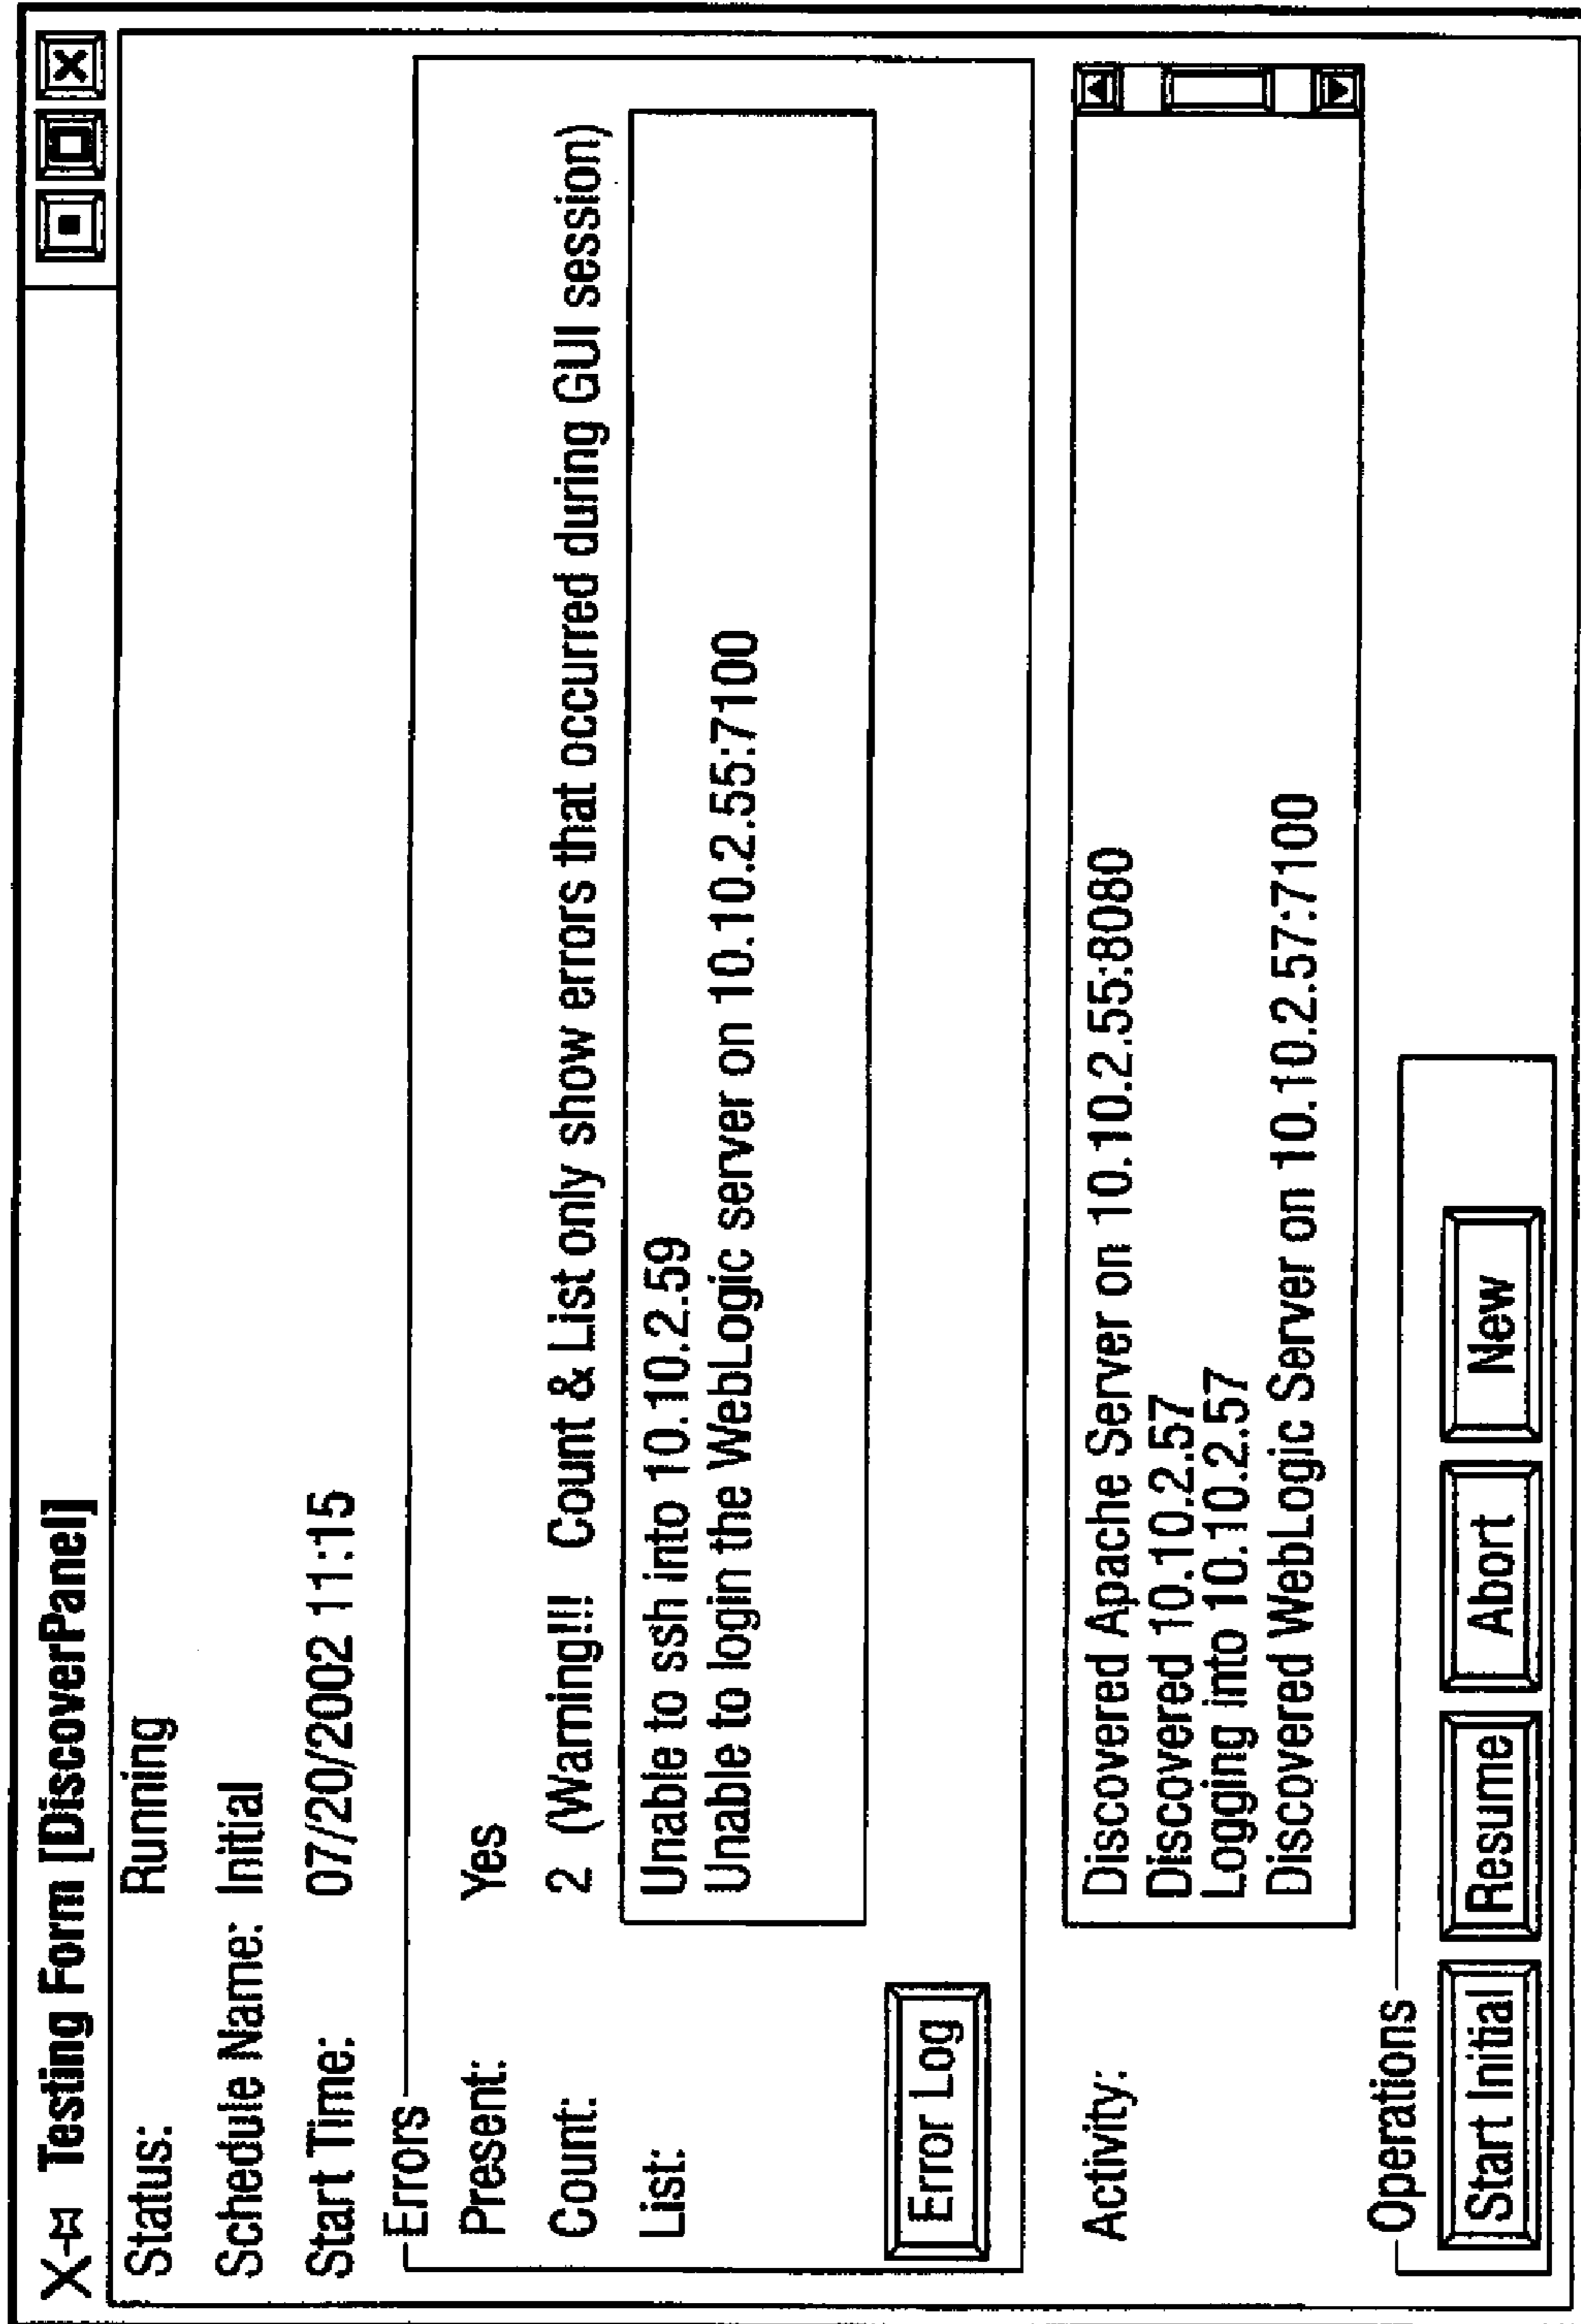 Testing Form [DiscoverPanel]
Status: Running
Schedule Name: Initial
Start Time: 07/20/2002 11:15
Errors
Present: Yes
Count: 2 (Warning!!! Count & List only show errors that occurred during GUI session)
List: Unable to ssh into 10.10.2.59
Unable to login the WebLogic server on 10.10.2.55:7100
Error Log
Activity: Discovered Apache Server on 10.10.2.55:8080
Discovered 10.10.2.57
Logging into 10.10.2.57
Discovered WebLogic Server on 10.10.2.57:7100
Operations
Start Initial Resume Abort New